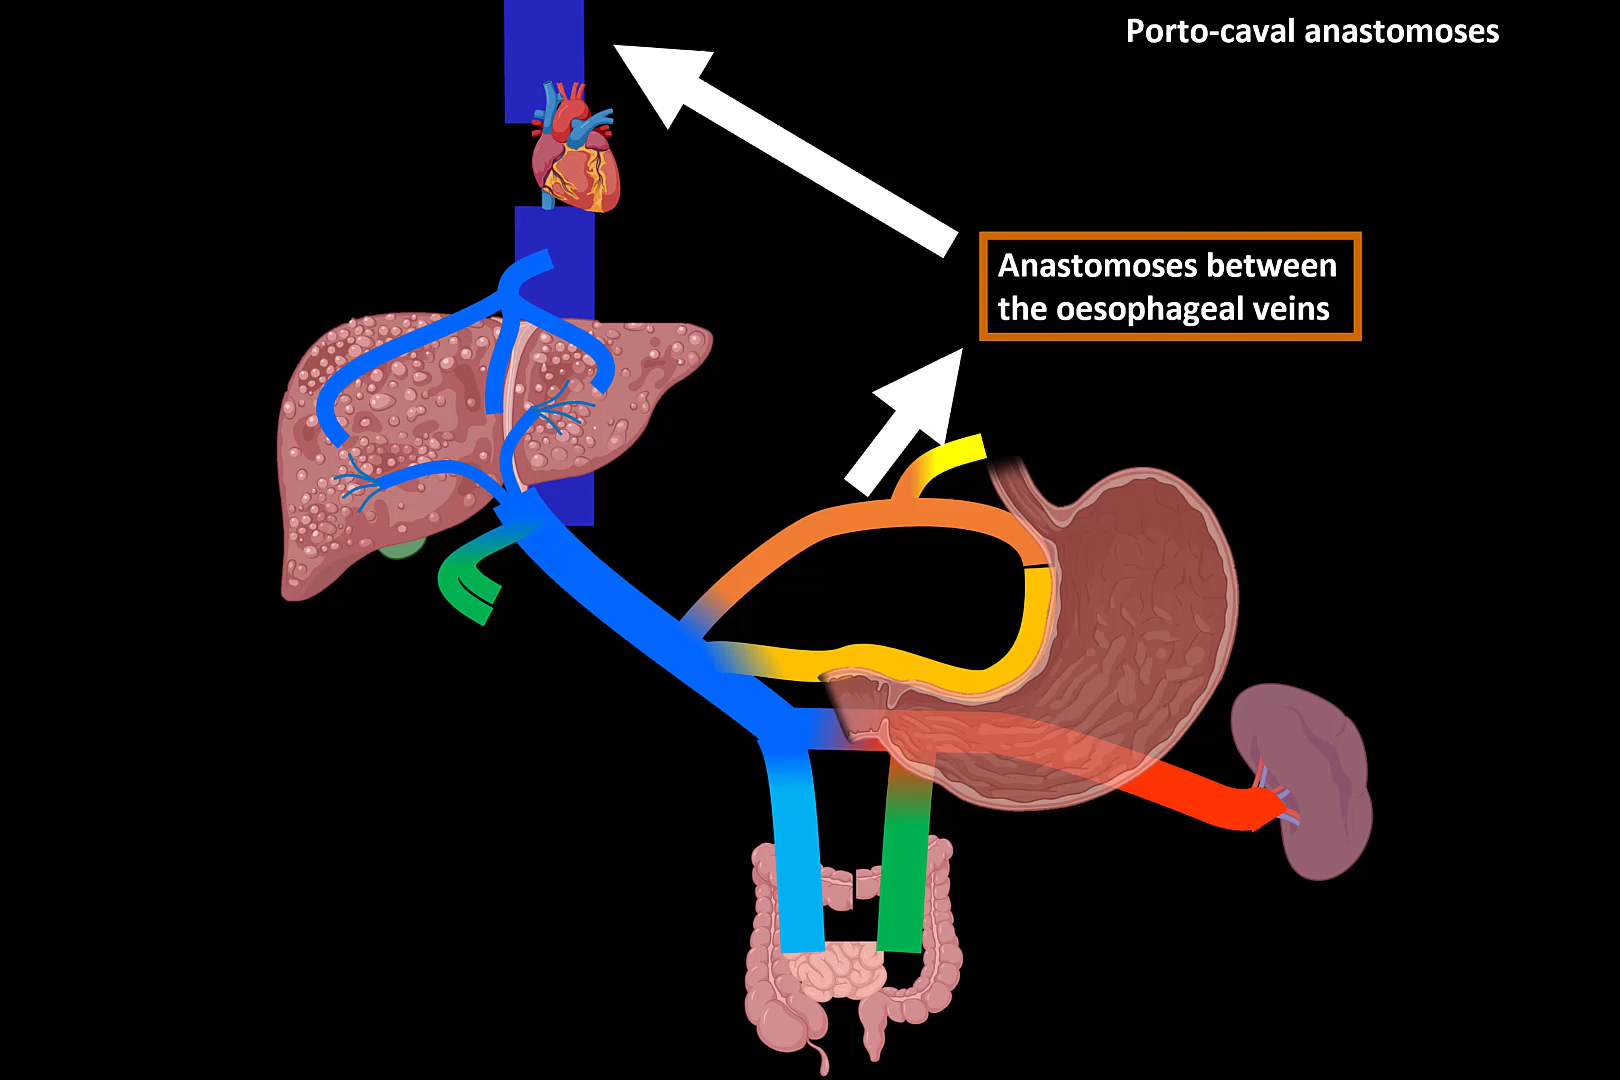 Porto-caval anastomoses
Anastomoses between
the oesophageal veins